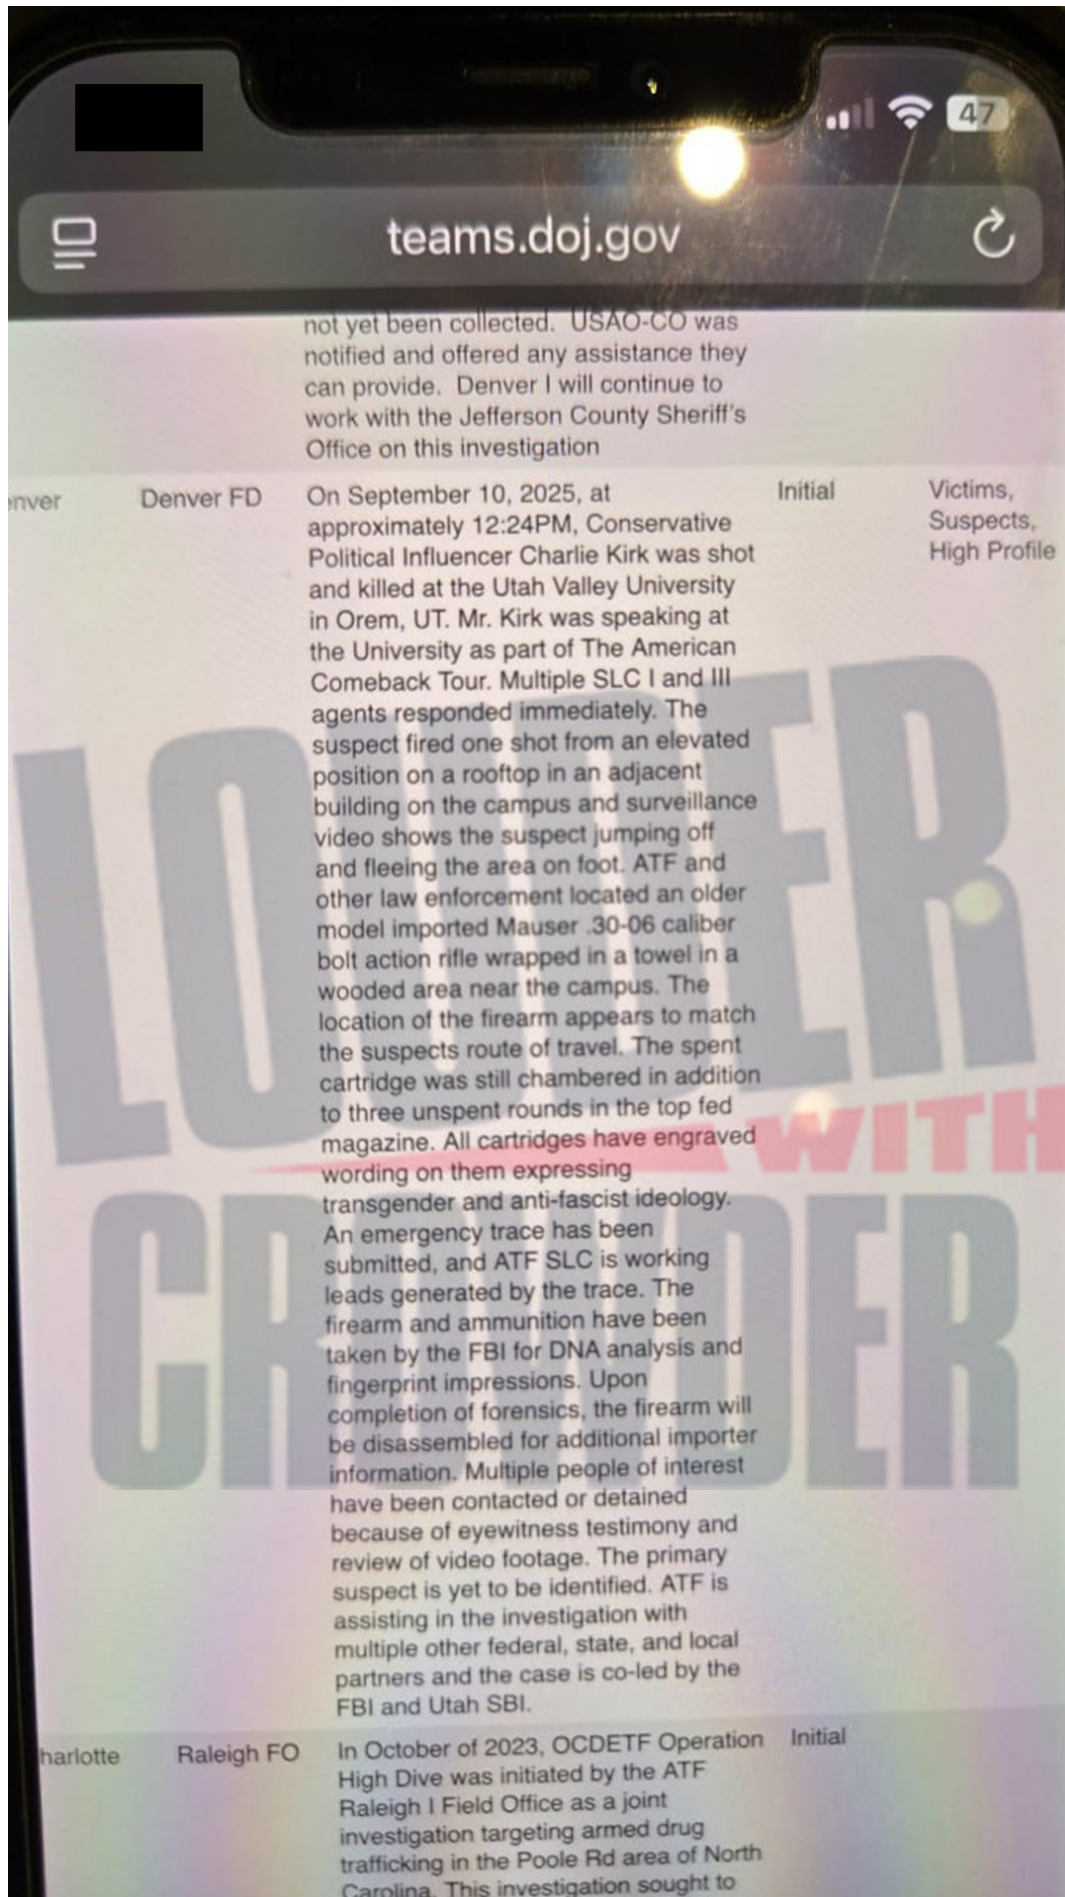 47
teams.doj.gov
not yet been collected.  USAO-CO was
notified and offered any assistance they
can provide.  Denver I will continue to
work with the Jefferson County Sheriff's
Office on this investigation
enver
Denver FD
On September 10, 2025, at
approximately 12:24PM, Conservative
Political Influencer Charlie Kirk was shot
and killed at the Utah Valley University
in Orem, UT. Mr. Kirk was speaking at
the University as part of The American
Comeback Tour. Multiple SLC I and III
agents responded immediately. The
suspect fired one shot from an elevated
position on a rooftop in an adjacent
building on the campus and surveillance
video shows the suspect jumping off
and fleeing the area on foot. ATF and
other law enforcement located an older
model imported Mauser .30-06 caliber
bolt action rifle wrapped in a towel in a
wooded area near the campus. The
location of the firearm appears to match
the suspects route of travel. The spent
cartridge was still chambered in addition
to three unspent rounds in the top fed
magazine. All cartridges have engraved
wording on them expressing
transgender and anti-fascist ideology.
An emergency trace has been
submitted, and ATF SLC is working
leads generated by the trace. The
firearm and ammunition have been
taken by the FBI for DNA analysis and
fingerprint impressions. Upon
completion of forensics, the firearm will
be disassembled for additional importer
information. Multiple people of interest
have been contacted or detained
because of eyewitness testimony and
review of video footage. The primary
suspect is yet to be identified. ATF is
assisting in the investigation with
multiple other federal, state, and local
partners and the case is co-led by the
FBI and Utah SBI.
Initial
Victims,
Suspects,
High Profile
harlotte
Raleigh FO
In October of 2023, OCDETF Operation
High Dive was initiated by the ATF
Raleigh I Field Office as a joint
investigation targeting armed drug
trafficking in the Poole Rd area of North
Carolina. This investigation sought to
Initial
LOUDER
WITH
CROWDER